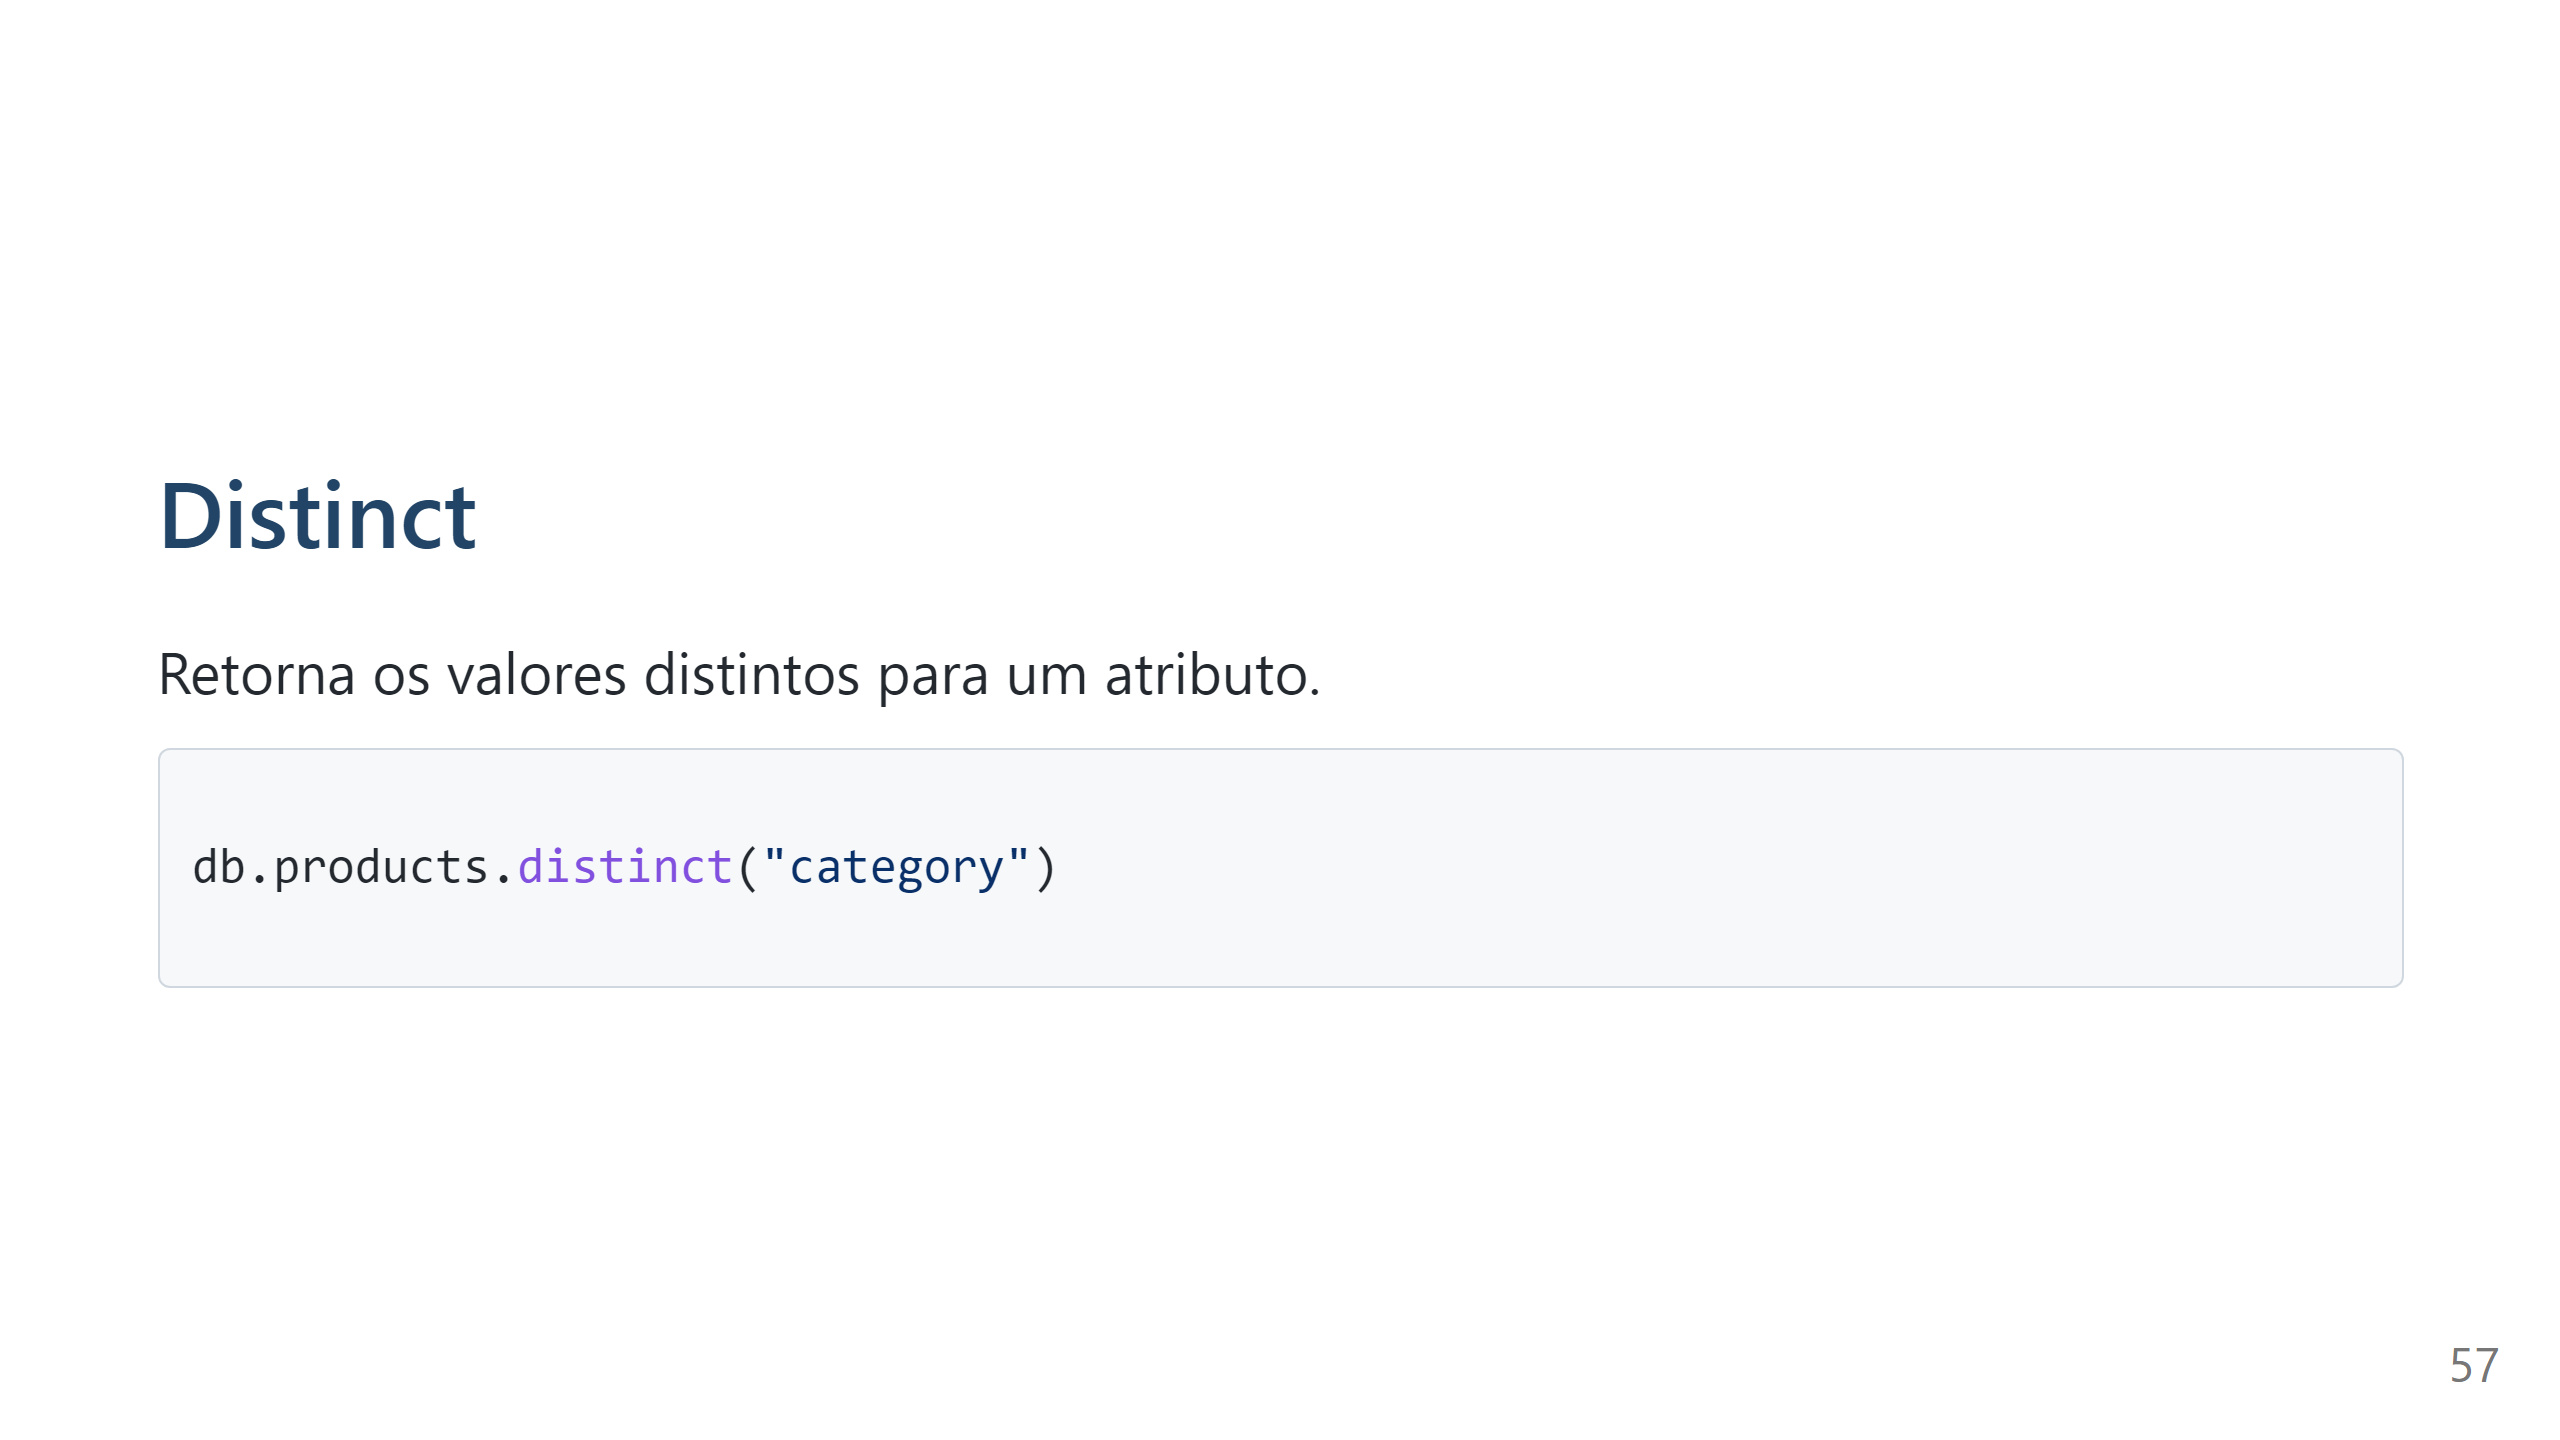 Distinct
Retorna os valores distintos para um atributo.
db.products.distinct("category")
57